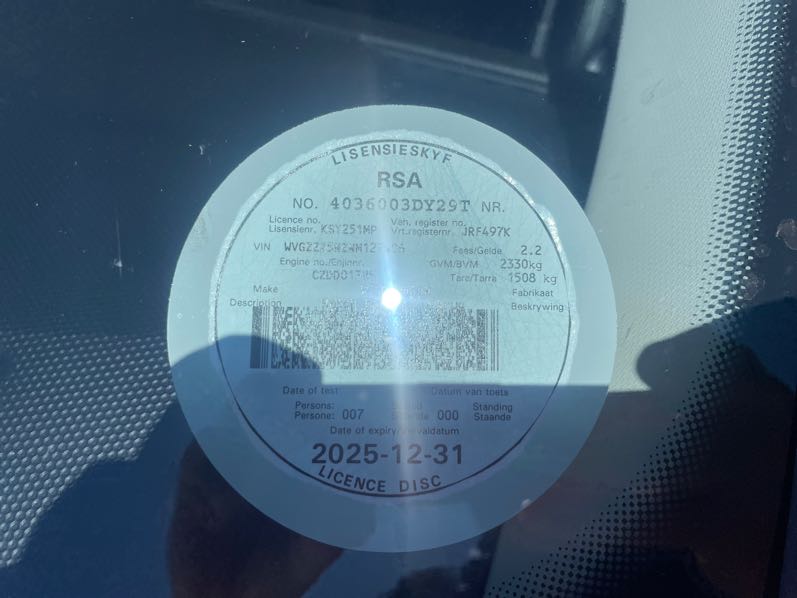 LISENSIESKYF
RSA
NO. 4036003DY29T NR.
Licence no. Veh. register no.
Lisensienr. Vrt.registernr. JRF497K
VIN Fees/Gelde 2.2
Engine no./Enjinnr. GVM/BVM 2330kg
Tare/Tarra 1508 kg
Make Fabrikaat
Description Beskrywing
Date of test Datum van toets
Persons: Standing
Persone: 007 000 Staande
Date of expiry/
2025-12-31
LICENCE DISC